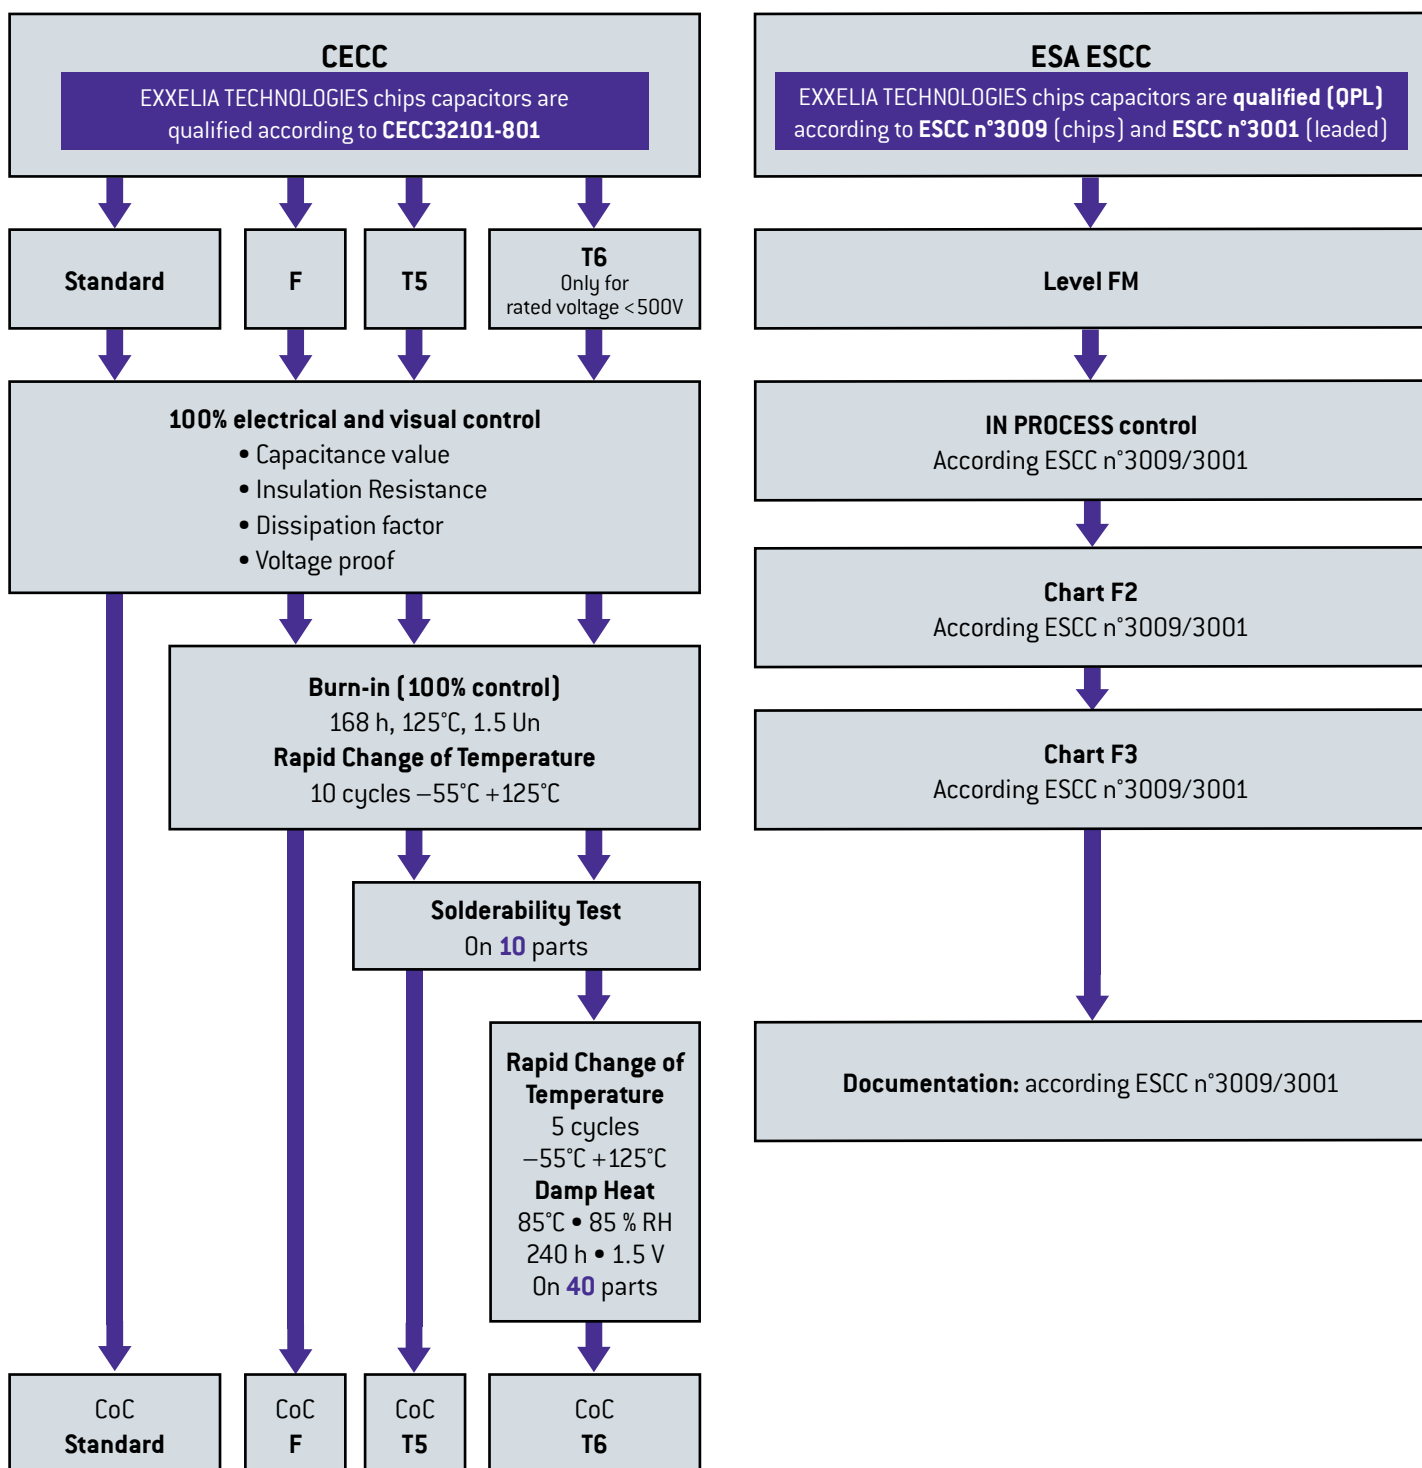 CECC
EXXELIA TECHNOLOGIES chips capacitors are
qualified according to CECC32101-801
Standard
F
T5
T6
Only for
rated voltage <500V
100% electrical and visual control
• Capacitance value
• Insulation Resistance
• Dissipation factor
• Voltage proof
Burn-in (100% control)
168 h, 125°C, 1.5 Un
Rapid Change of Temperature
10 cycles –55°C +125°C
Solderability Test
On 10 parts
Rapid Change of
Temperature
5 cycles
–55°C +125°C
Damp Heat
85°C • 85 % RH
240 h • 1.5 V
On 40 parts
CoC
Standard
CoC
F
CoC
T5
CoC
T6
ESA ESCC
EXXELIA TECHNOLOGIES chips capacitors are qualified (QPL)
according to ESCC n°3009 (chips) and ESCC n°3001 (leaded)
Level FM
IN PROCESS control
According ESCC n°3009/3001
Chart F2
According ESCC n°3009/3001
Chart F3
According ESCC n°3009/3001
Documentation: according ESCC n°3009/3001